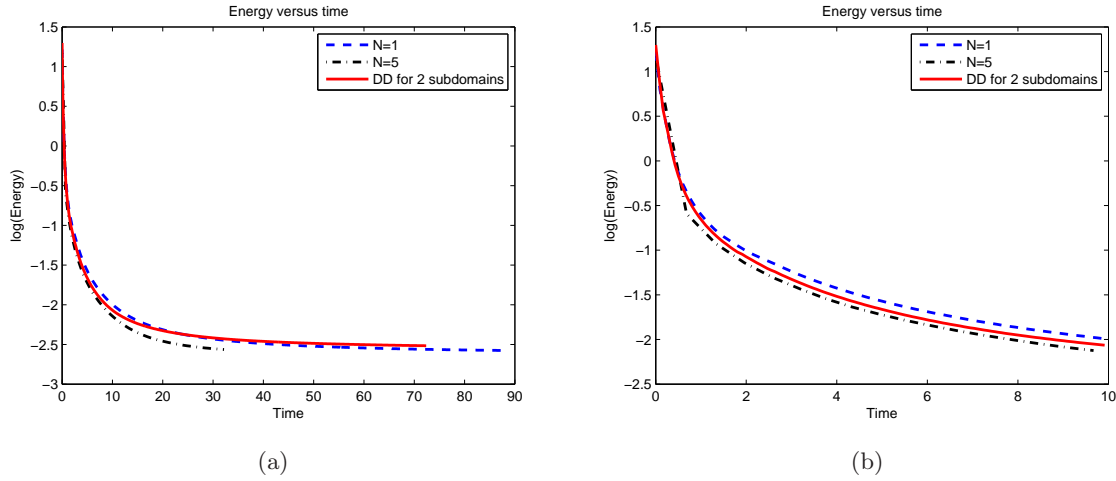 Energy versus time
1.5
1
0.5
0
−0.5
−1
−1.5
−2
−2.5
−3
log(Energy)
N=1
N=5
DD for 2 subdomains
0 10 20 30 40 50 60 70 80 90
Time
(a)
Energy versus time
1.5
1
0.5
0
−0.5
−1
−1.5
−2
−2.5
log(Energy)
N=1
N=5
DD for 2 subdomains
0 2 4 6 8 10
Time
(b)